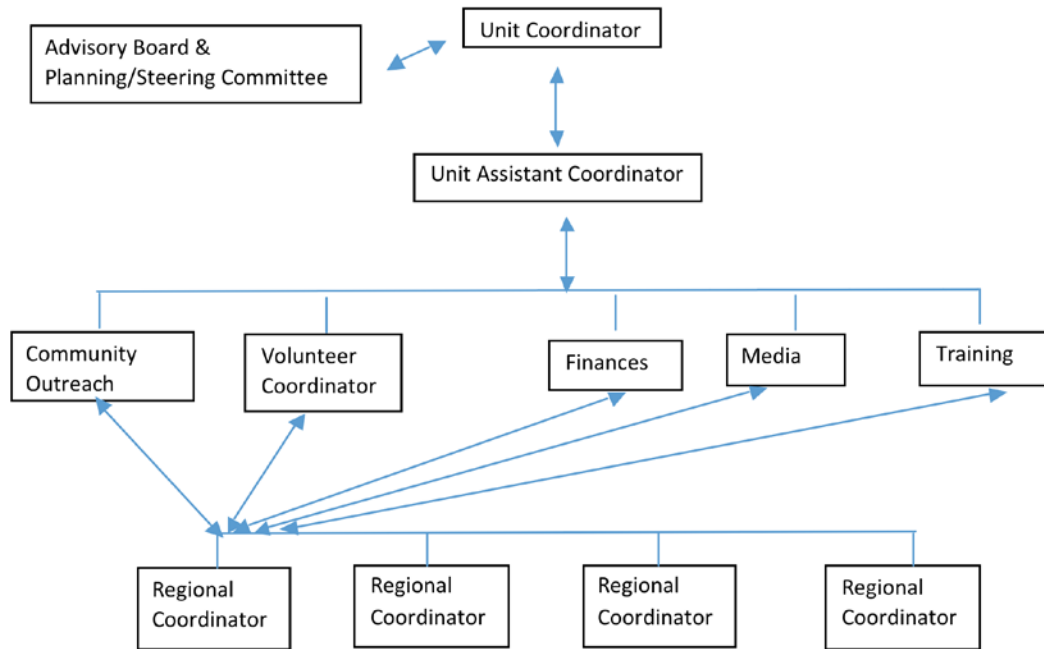 Unit Coordinator
Advisory Board &
Planning/Steering Committee
Unit Assistant Coordinator
Community
Outreach
Volunteer
Coordinator
Finances
Media
Training
Regional
Coordinator
Regional
Coordinator
Regional
Coordinator
Regional
Coordinator